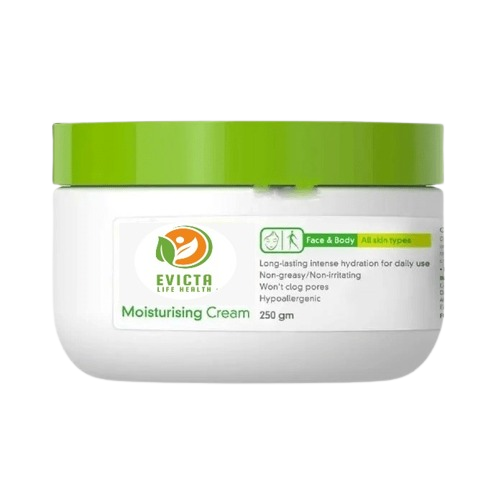 EVICTA
LIFE HEALTH
Moisturising Cream
Face & Body All skin types
Long-lasting intense hydration for daily use
Non-greasy/Non-irritating
Won't clog pores
Hypoallergenic
250 gm